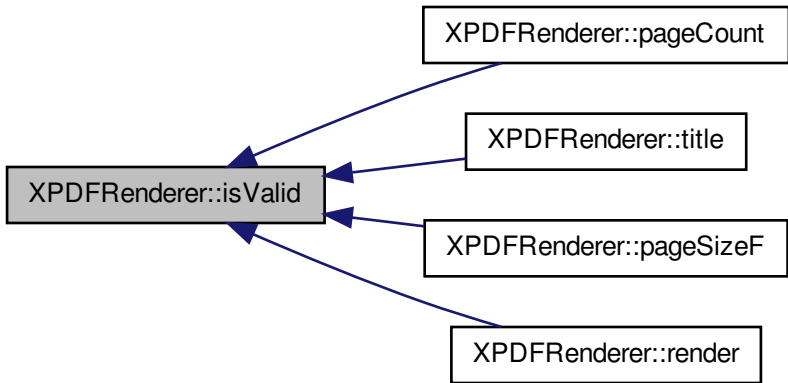 XPDFRenderer::pageCount
XPDFRenderer::title
XPDFRenderer::isValid
XPDFRenderer::pageSizeF
XPDFRenderer::render